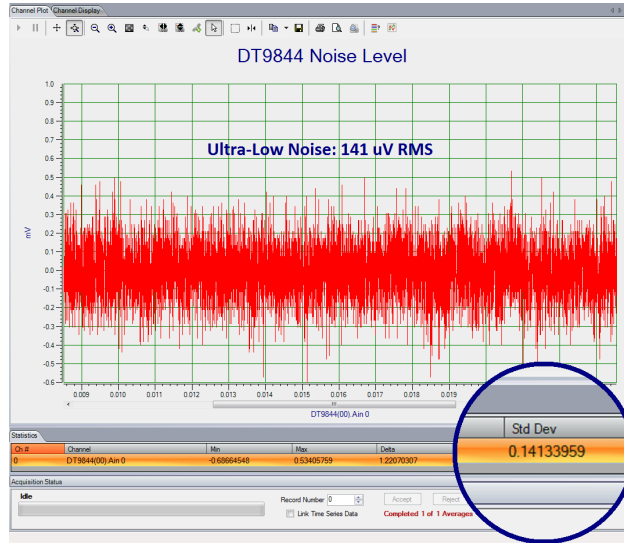 Channel Plot Channel Display
DT9844 Noise Level
Ultra-Low Noise: 141 uV RMS
1.0
0.9
0.8
0.7
0.6
0.5
0.4
0.3
0.2
0.1
0.0
-0.1
-0.2
-0.3
-0.4
-0.5
-0.6
mV
0.009 0.010 0.011 0.012 0.013 0.014 0.015 0.016 0.017 0.018 0.019
DT9844(00).Ain 0
Statistics
Ch # Channel Min Max Delta Std Dev
0 DT9844(00).Ain 0 -0.68664548 0.53405759 1.22070307 0.14133959
Acquisition Status
Idle
Record Number 0 Accept Reject
Link Time Series Data Completed 1 of 1 Averages